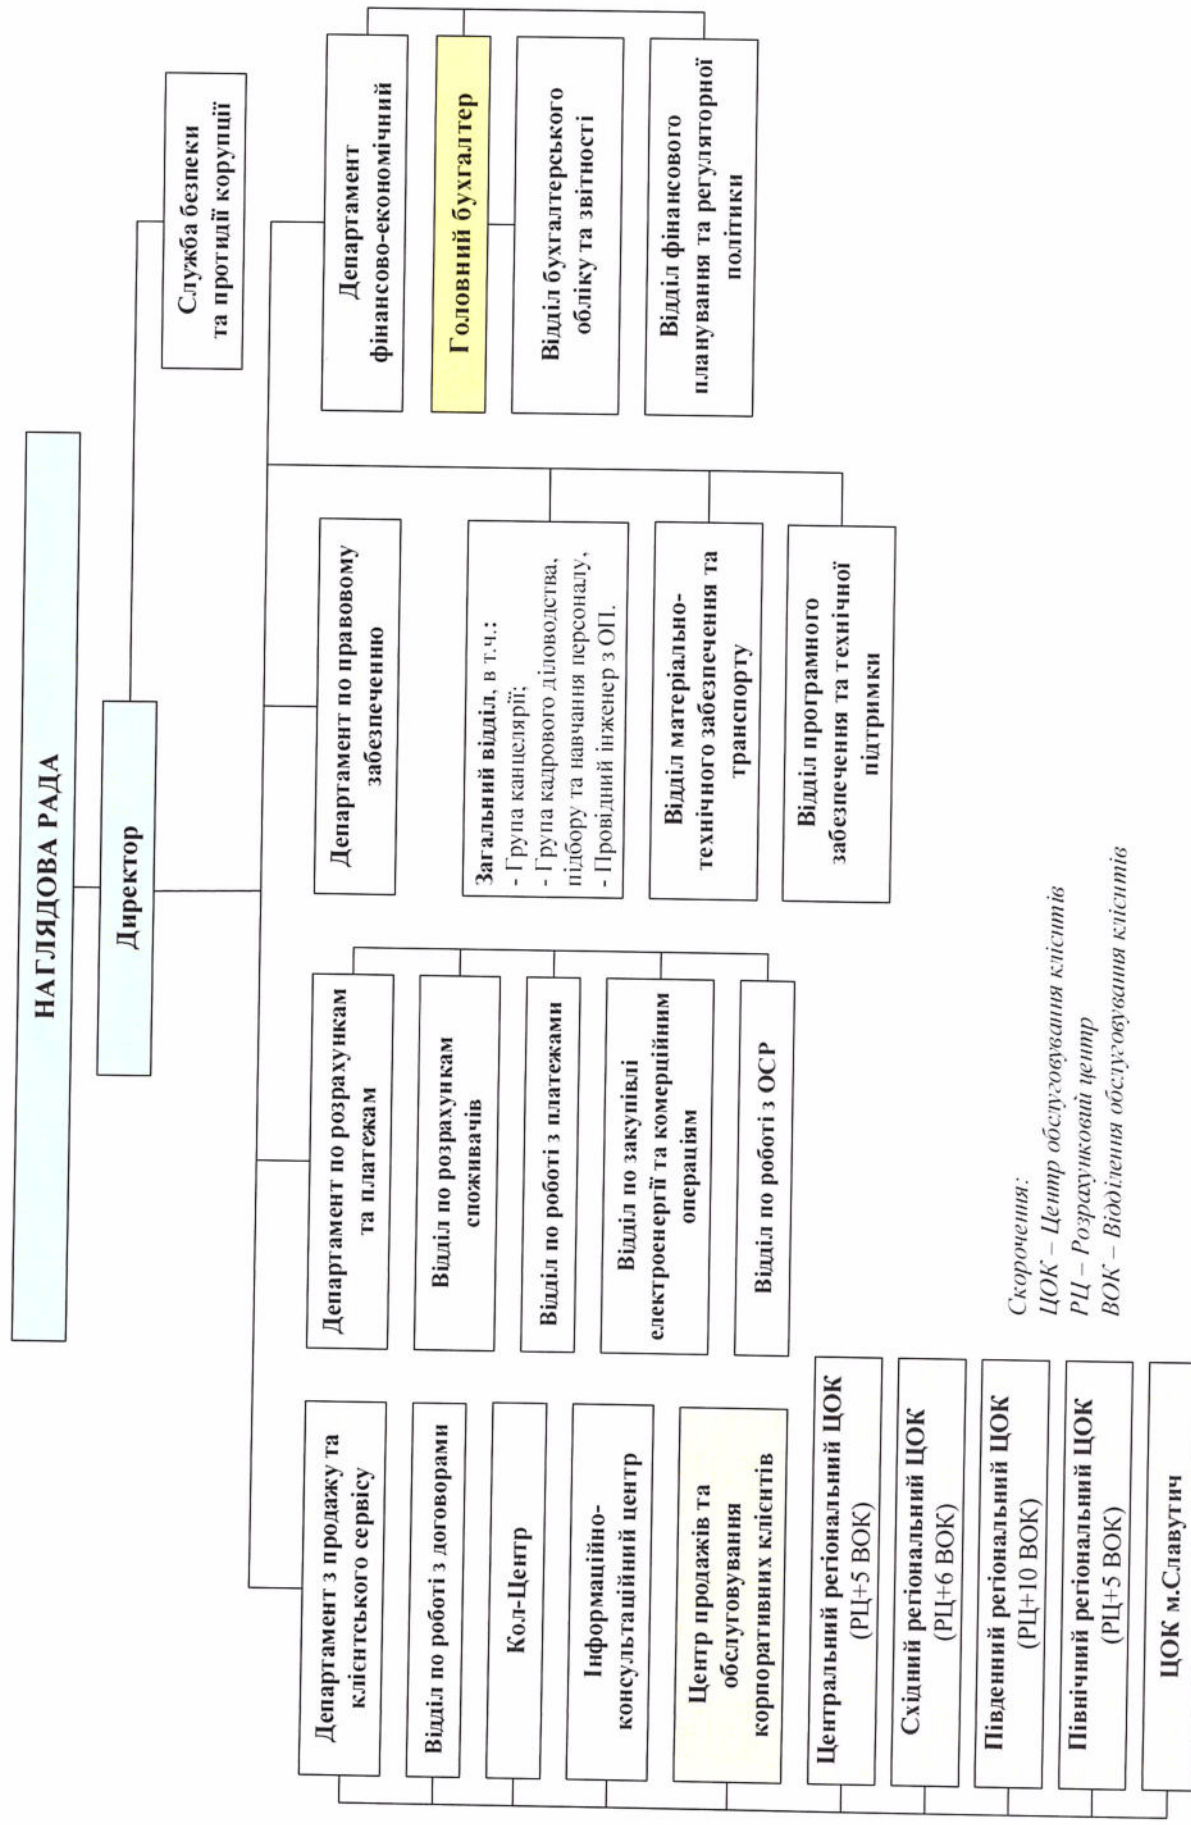 НАГЛЯДОВА РАДА
Директор
Служба безпеки
та протидії корупції
Департамент з продажу та
клієнтського сервісу
Відділ по роботі з договорами
Кол-Центр
Інформаційно-
консультаційний центр
Центр продажів та
обслуговування
корпоративних клієнтів
Центральний регіональний ЦОК
(РЦ+5 ВОК)
Східний регіональний ЦОК
(РЦ+6 ВОК)
Південний регіональний ЦОК
(РЦ+10 ВОК)
Північний регіональний ЦОК
(РЦ+5 ВОК)
ЦОК м.Славутич
Департамент по розрахункам
та платежам
Відділ по розрахункам
споживачів
Відділ по роботі з платежами
Відділ по закупівлі
електроенергії та комерційним
операціям
Відділ по роботі з ОСР
Департамент по правовому
забезпеченню
Загальний відділ, в т.ч.:
- Група канцелярії;
- Група кадрового діловодства,
підбору та навчання персоналу,
- Провідний інженер з ОП.
Відділ матеріально-
технічного забезпечення та
транспорту
Відділ програмного
забезпечення та технічної
підтримки
Департамент
фінансово-економічний
Головний бухгалтер
Відділ бухгалтерського
обліку та звітності
Відділ фінансового
планування та регуляторної
політики
Скорочення:
ЦОК – Центр обслуговування клієнтів
РЦ – Розрахунковий центр
ВОК – Відділення обслуговування клієнтів